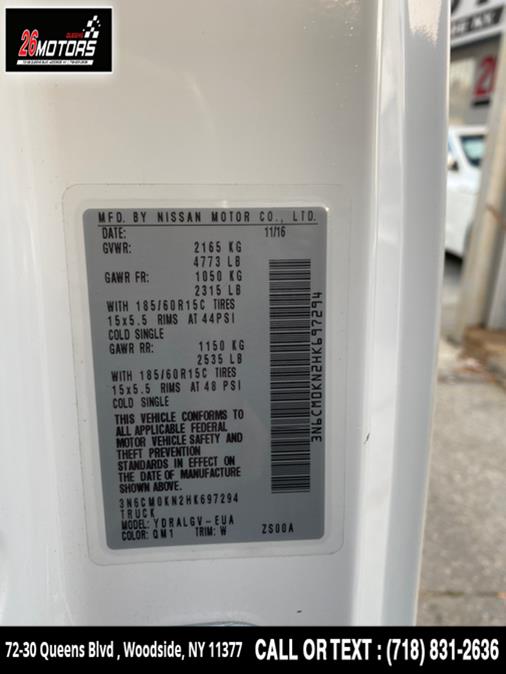 QUEENS
26MOTORS
MFD. BY NISSAN MOTOR CO., LTD.
DATE: 11/16
GVWR: 2165 KG
4773 LB
GAWR FR: 1050 KG
2315 LB
WITH 185/60R15C TIRES
15x5.5 RIMS AT 44PSI
COLD SINGLE
GAWR RR: 1150 KG
2535 LB
WITH 185/60R15C TIRES
15x5.5 RIMS AT 48 PSI
COLD SINGLE
THIS VEHICLE CONFORMS TO
ALL APPLICABLE FEDERAL
MOTOR VEHICLE SAFETY AND
THEFT PREVENTION
STANDARDS IN EFFECT ON
THE DATE OF MANUFACTURE
SHOWN ABOVE.
3N6CM0KN2HK697294
TRUCK
MODEL: YDRALGV-EUA
COLOR: QM1 TRIM: W ZS00A
3N6CM0KN2HK697294
72-30 Queens Blvd , Woodside, NY 11377 CALL OR TEXT : (718) 831-2636